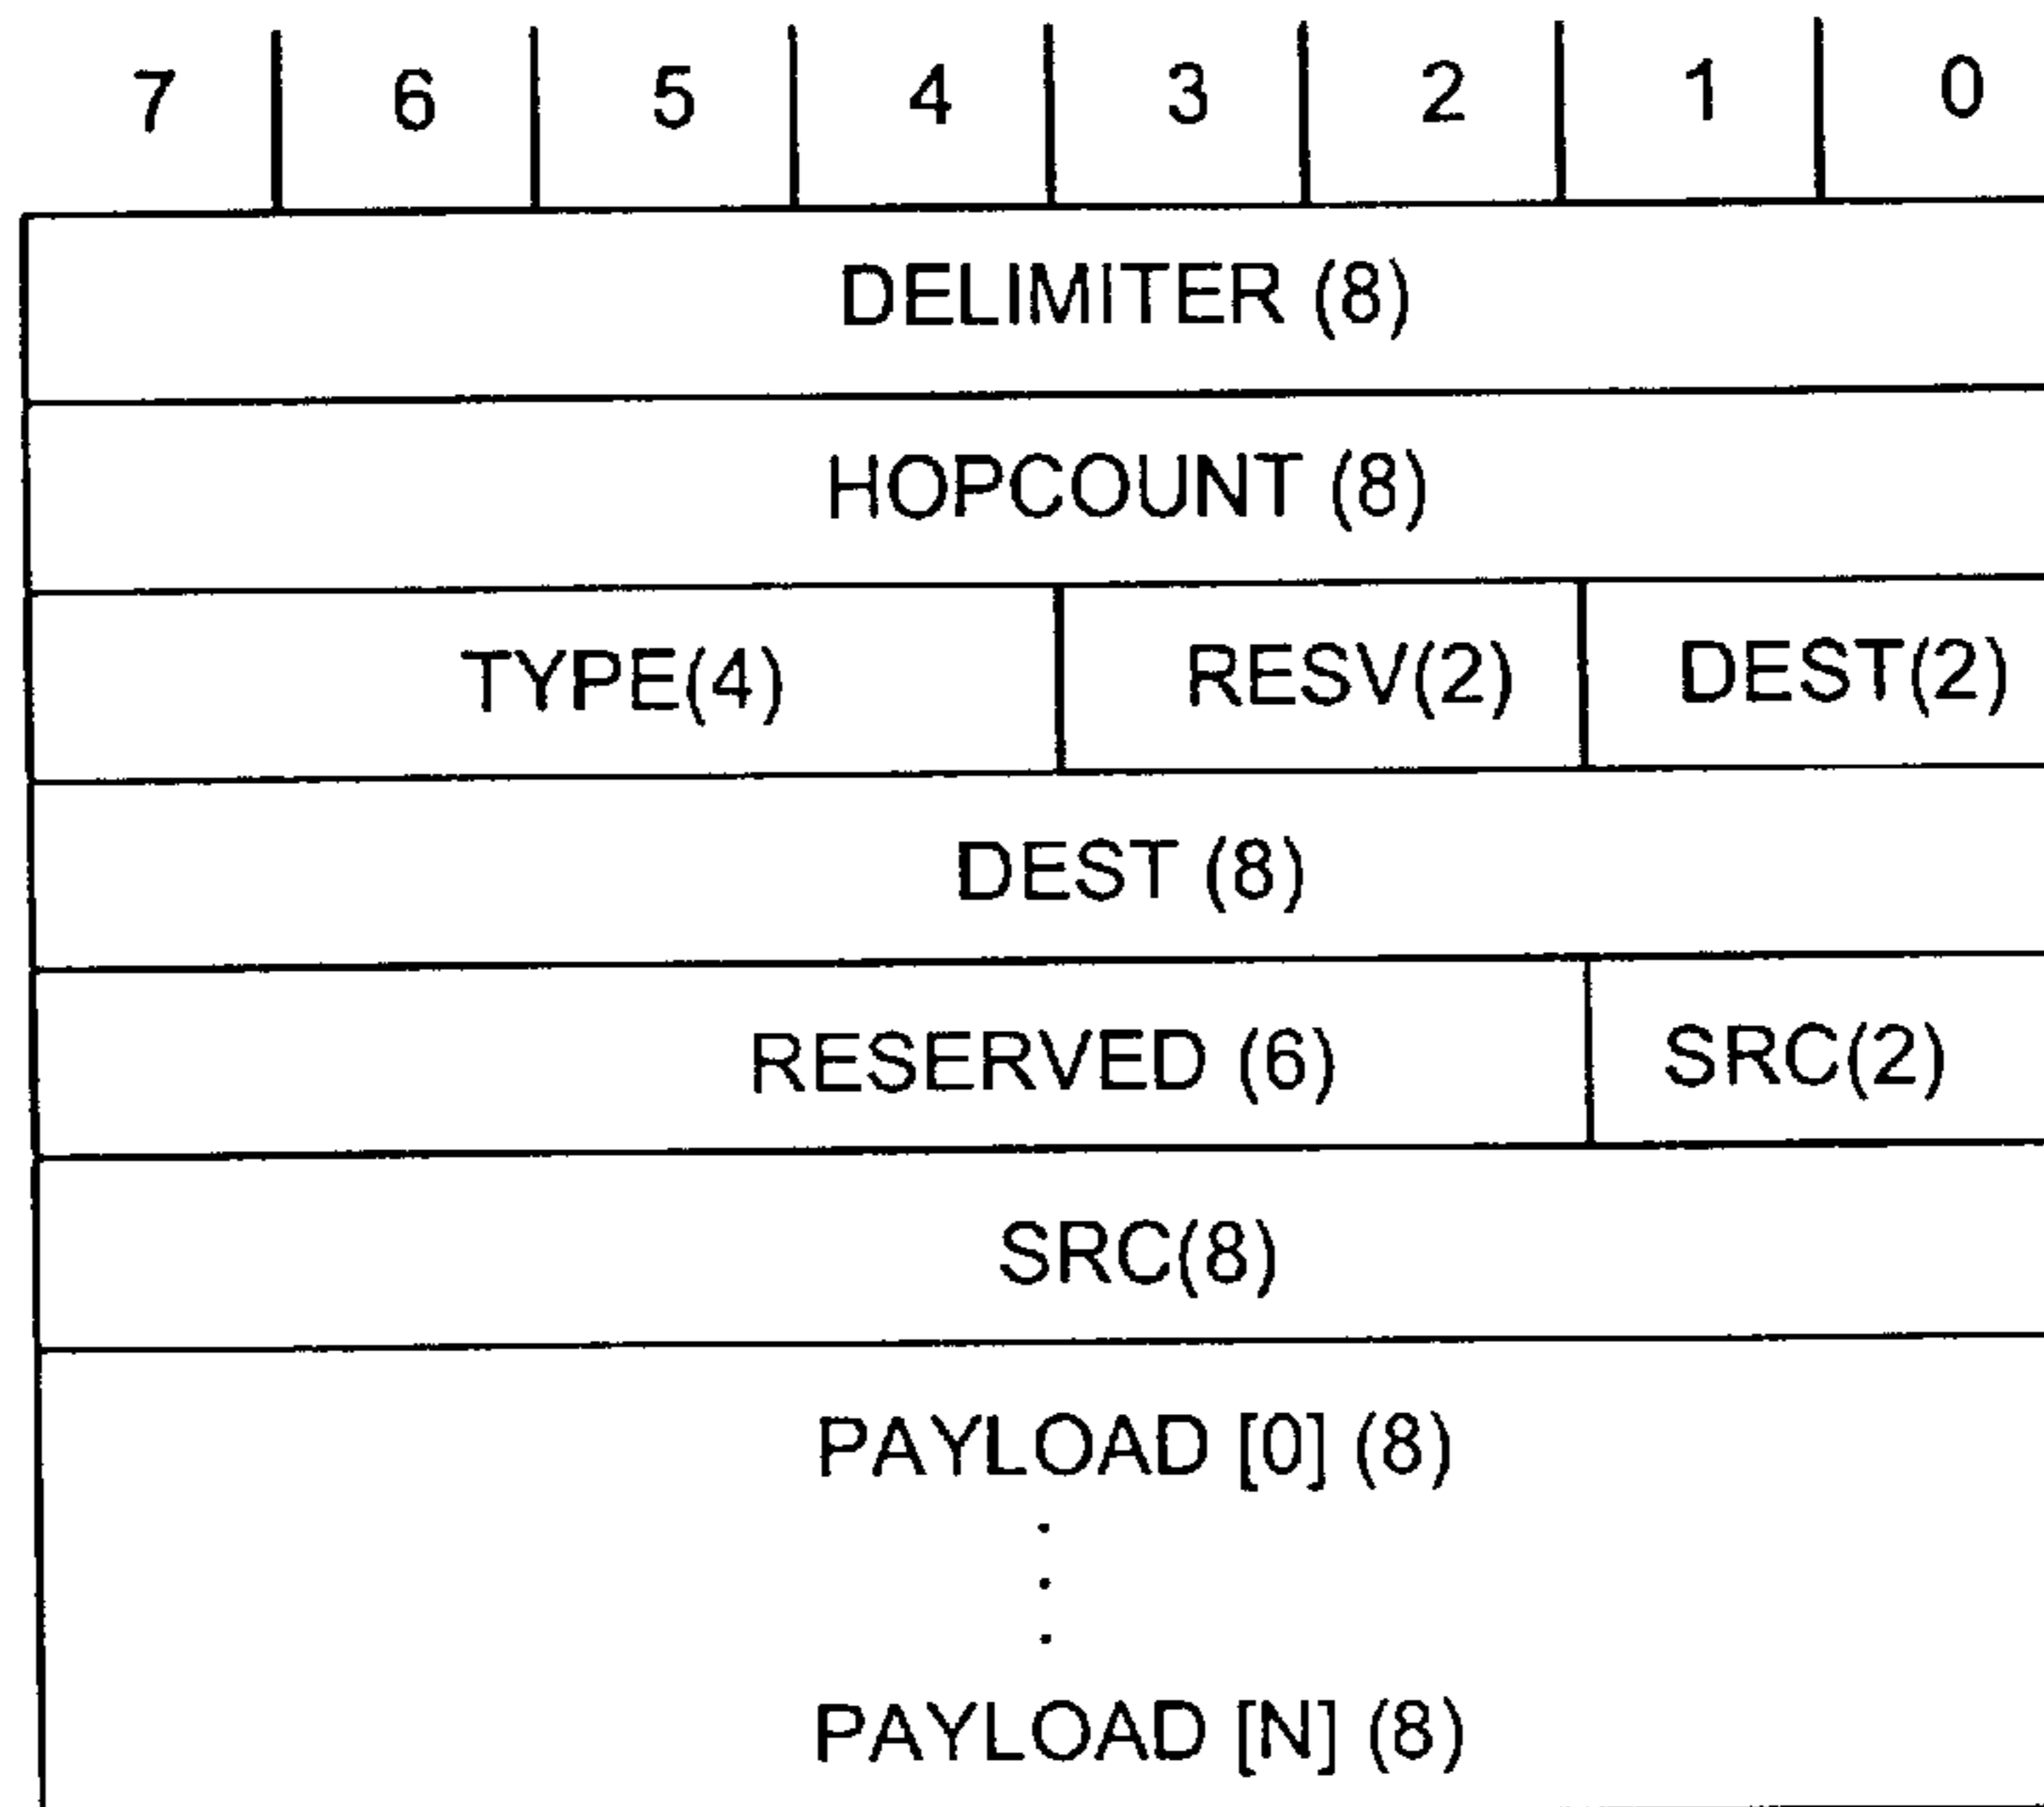 7 6 5 4 3 2 1 0
DELIMITER (8)
HOPCOUNT (8)
TYPE(4) RESV(2) DEST(2)
DEST (8)
RESERVED (6) SRC(2)
SRC(8)
PAYLOAD [0] (8)
PAYLOAD [N] (8)